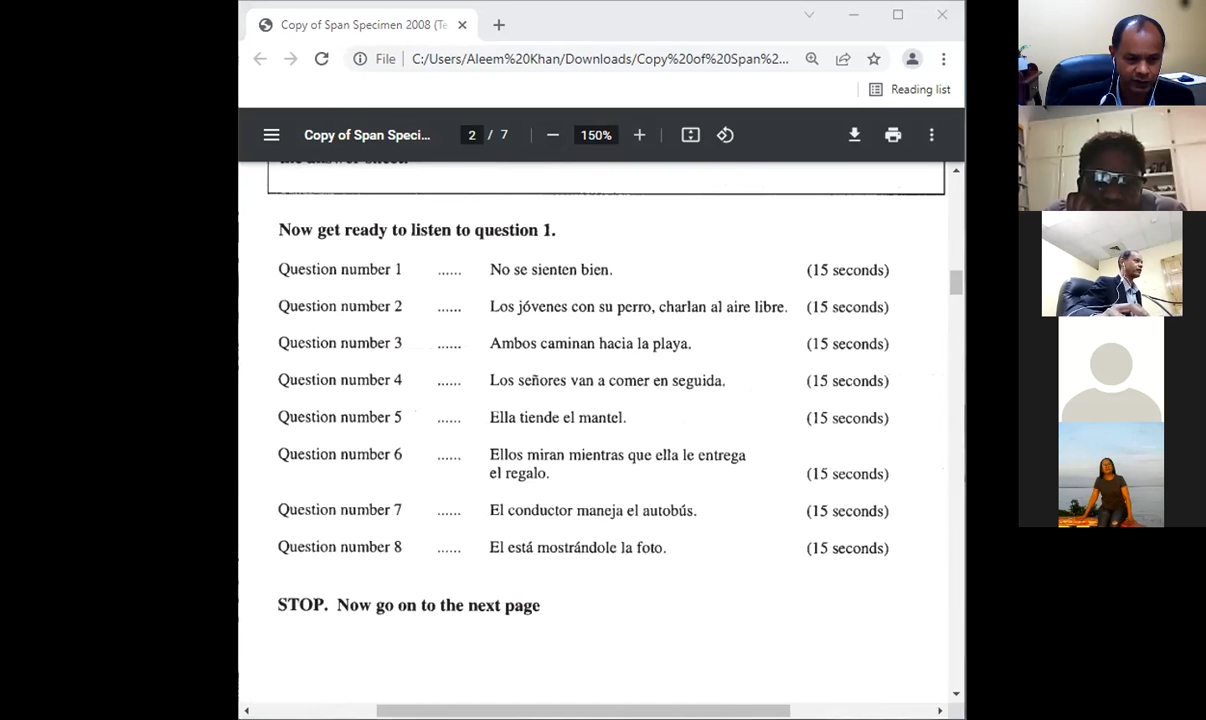 Copy of Span Specimen 2008 (Te
File C:/Users/Aleem%20Khan/Downloads/Copy%20of%20Span%2...
Reading list
Copy of Span Speci... 2 / 7 150%
Now get ready to listen to question 1.
Question number 1 ...... No se sienten bien. (15 seconds)
Question number 2 ...... Los jóvenes con su perro, charlan al aire libre. (15 seconds)
Question number 3 ...... Ambos caminan hacia la playa. (15 seconds)
Question number 4 ...... Los señores van a comer en seguida. (15 seconds)
Question number 5 ...... Ella tiende el mantel. (15 seconds)
Question number 6 ...... Ellos miran mientras que ella le entrega
el regalo. (15 seconds)
Question number 7 ...... El conductor maneja el autobús. (15 seconds)
Question number 8 ...... El está mostrándole la foto. (15 seconds)
STOP. Now go on to the next page